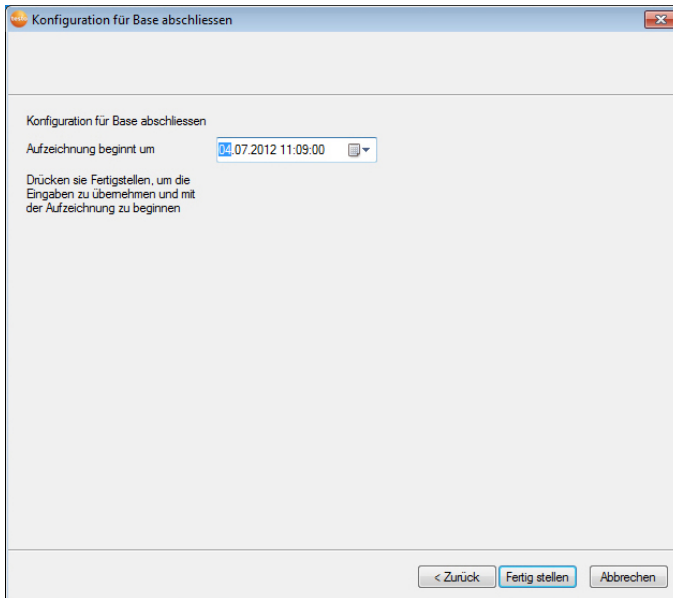 Konfiguration für Base abschliessen
Konfiguration für Base abschliessen
Aufzeichnung beginnt um
04.07.2012 11:09:00
Drücken sie Fertigstellen, um die
Eingaben zu übernehmen und mit
der Aufzeichnung zu beginnen
< Zurück
Fertig stellen
Abbrechen